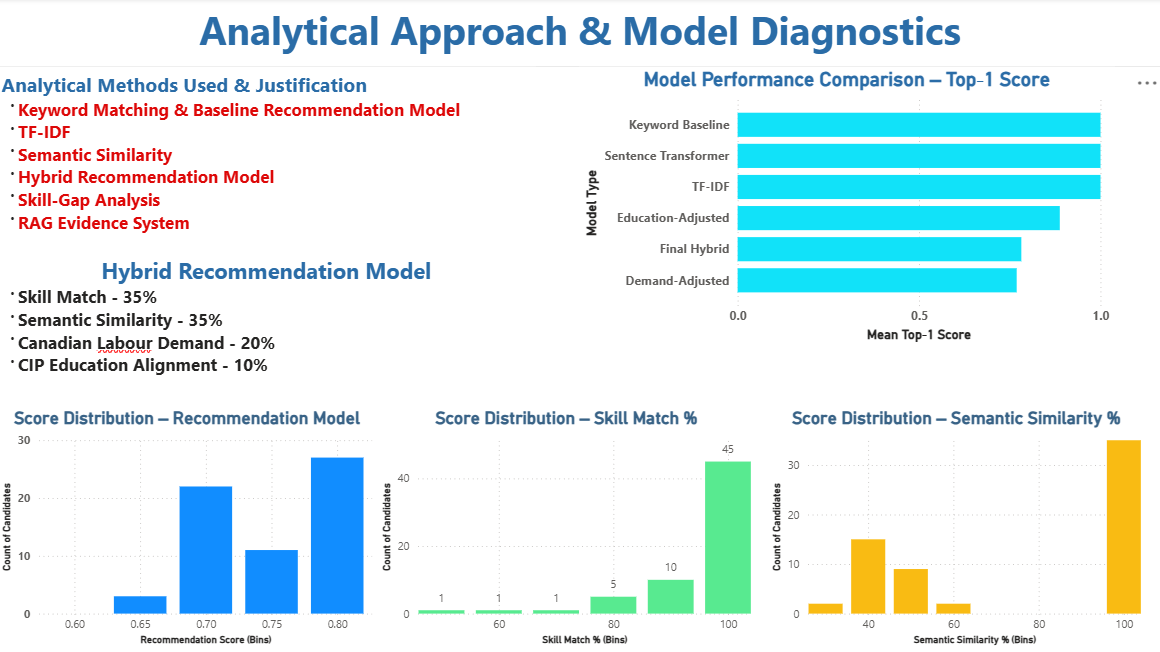 Analytical Approach & Model Diagnostics
Analytical Methods Used & Justification
· Keyword Matching & Baseline Recommendation Model
· TF-IDF
· Semantic Similarity
· Hybrid Recommendation Model
· Skill-Gap Analysis
· RAG Evidence System
Hybrid Recommendation Model
· Skill Match - 35%
· Semantic Similarity - 35%
· Canadian Labour Demand - 20%
· CIP Education Alignment - 10%
Model Performance Comparison – Top-1 Score
Model Type
Keyword Baseline
Sentence Transformer
TF-IDF
Education-Adjusted
Final Hybrid
Demand-Adjusted
0.0 0.5 1.0
Mean Top-1 Score
Score Distribution – Recommendation Model
Count of Candidates
30
20
10
0
0.60 0.65 0.70 0.75 0.80
Recommendation Score (Bins)
Score Distribution – Skill Match %
Count of Candidates
40
20
0
1 1 1 5 10 45
60 80 100
Skill Match % (Bins)
Score Distribution – Semantic Similarity %
Count of Candidates
30
20
10
0
40 60 80 100
Semantic Similarity % (Bins)